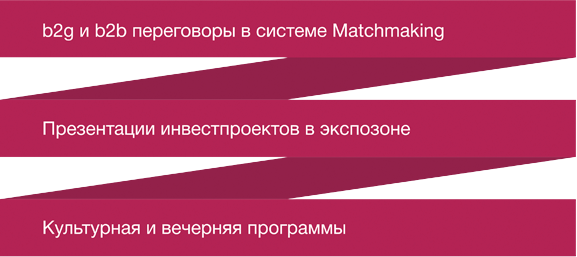 b2g и b2b переговоры в системе Matchmaking
Презентации инвестпроектов в экспозоне
Культурная и вечерняя программы